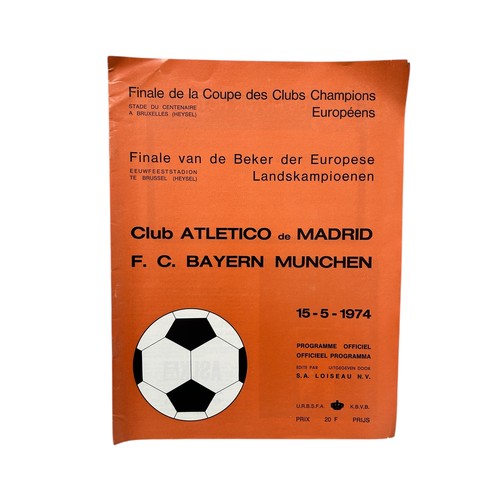 Finale de la Coupe des Clubs Champions
STADE DU CENTENAIRE
A BRUXELLES (HEYSEL)
Européens
Finale van de Beker der Europese
EEUWFEESTSTADION
TE BRUSSEL (HEYSEL)
Landskampioenen
Club ATLETICO de MADRID
F. C. BAYERN MUNCHEN
15-5-1974
PROGRAMME OFFICIEL
OFFICIEEL PROGRAMMA
EDITE PAR UITGEGEVEN DOOR
S.A. LOISEAU N.V.
U.R.B.S.F.A. K.B.V.B.
PRIX 20 F PRIJS